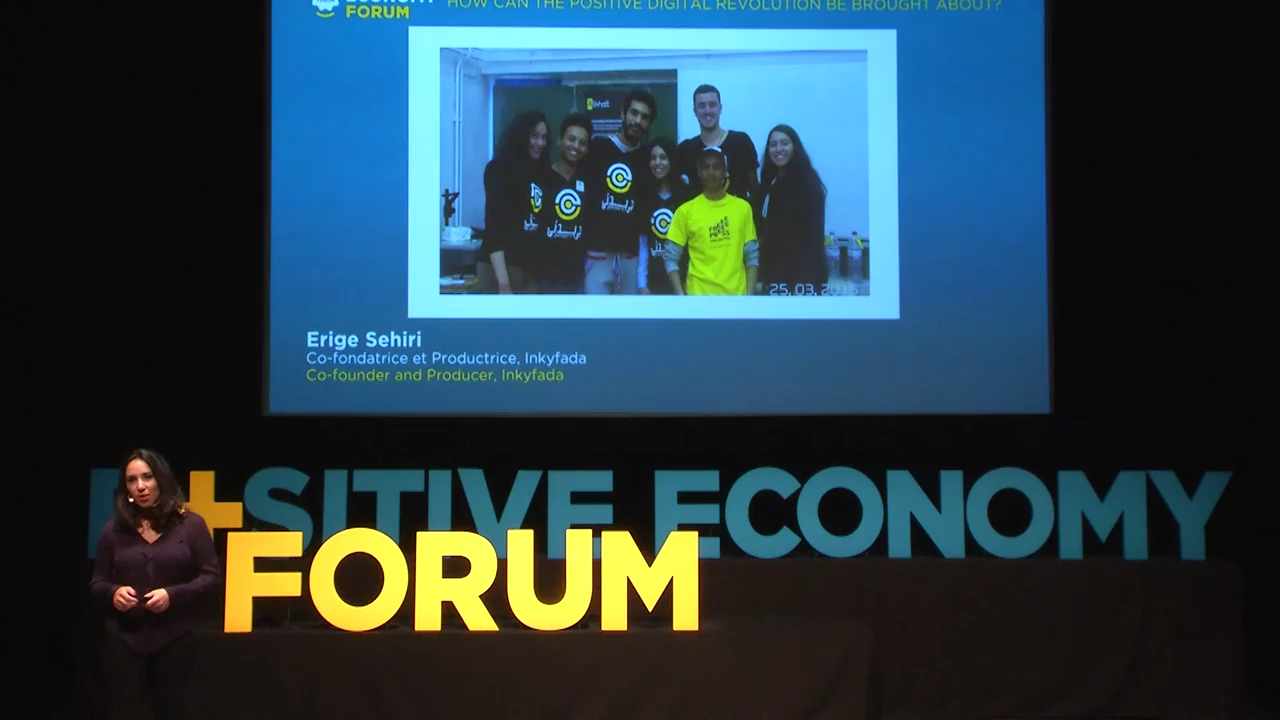 FORUM
HOW CAN THE POSITIVE DIGITAL REVOLUTION BE BROUGHT ABOUT?
25.03.201
Erige Sehiri
Co-fondatrice et Productrice, Inkyfada
Co-founder and Producer, Inkyfada
P+SITIVE ECONOMY
FORUM